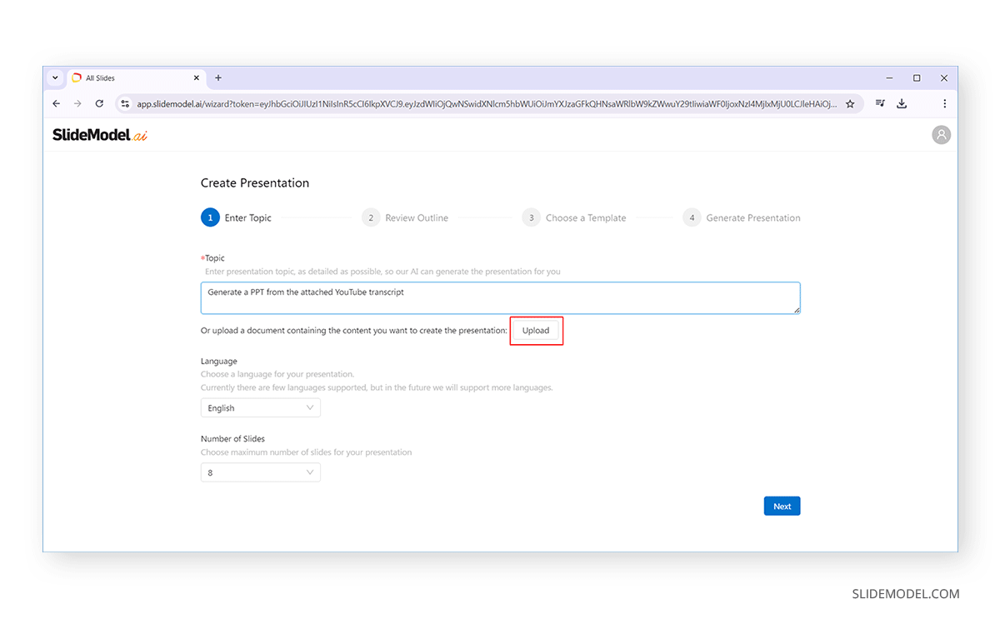 All Slides
app.slidemodel.ai/wizard?token=
SlideModel.ai
Create Presentation
1 Enter Topic 2 Review Outline 3 Choose a Template 4 Generate Presentation
*Topic
Enter presentation topic, as detailed as possible, so our AI can generate the presentation for you
Generate a PPT from the attached YouTube transcript
Or upload a document containing the content you want to create the presentation: Upload
Language
Choose a language for your presentation.
Currently there are few languages supported, but in the future we will support more languages.
English
Number of Slides
Choose maximum number of slides for your presentation
8
Next
SLIDEMODEL.COM